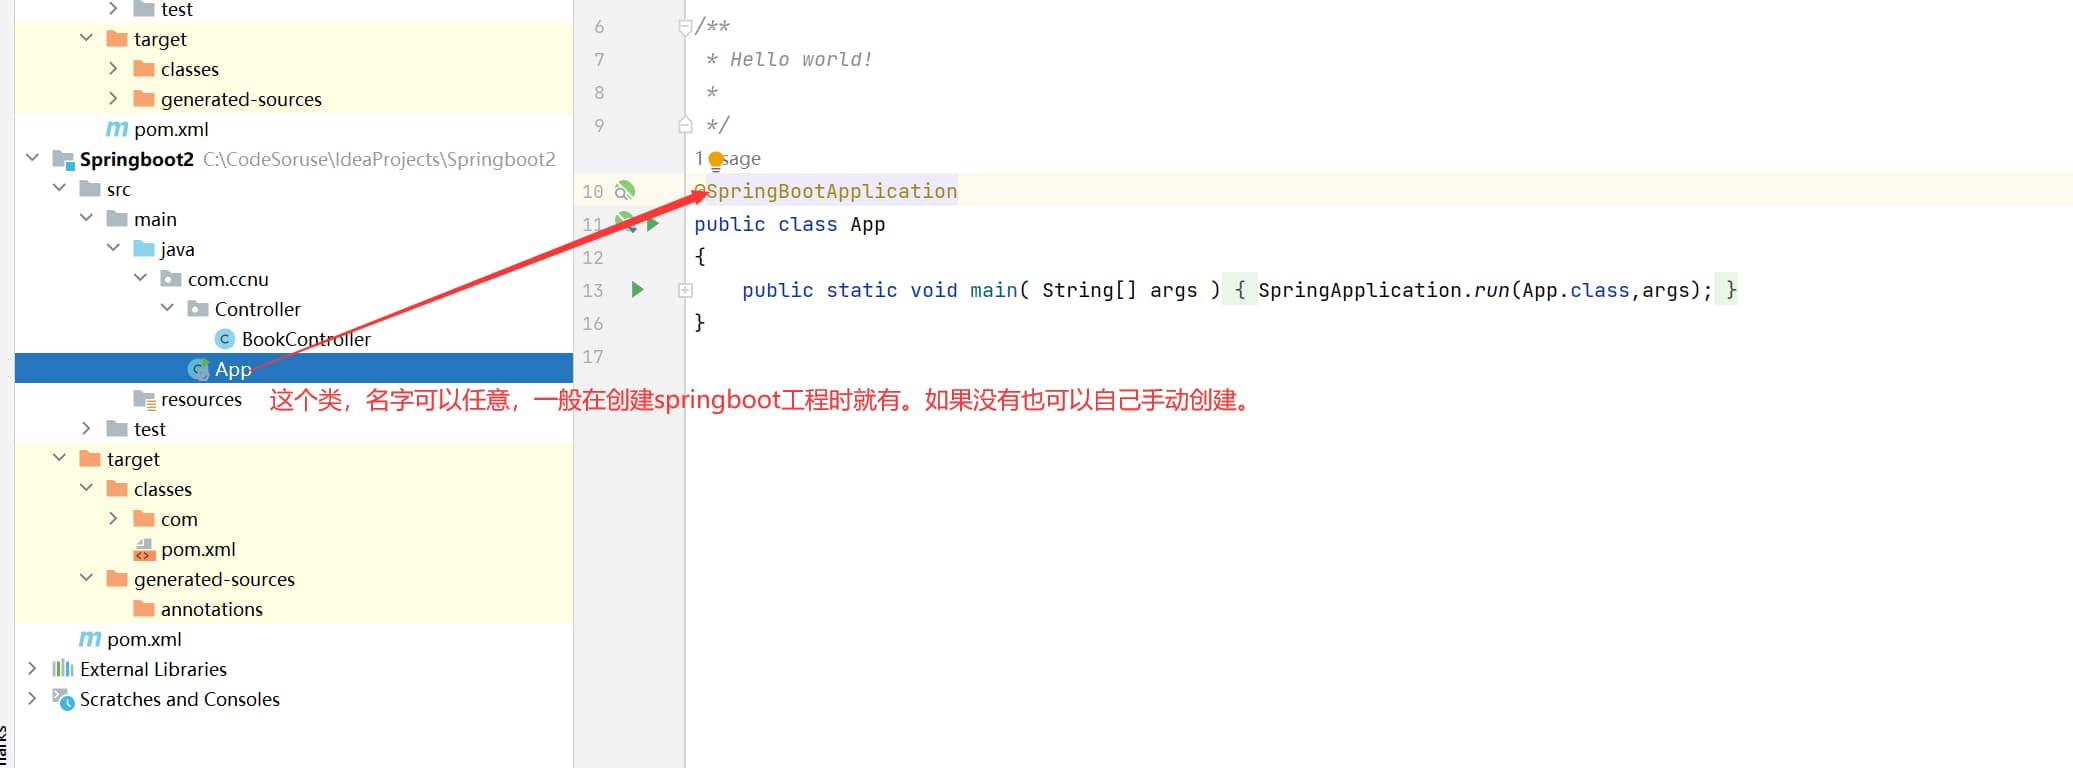 test
target
classes
generated-sources
pom.xml
Springboot2 C:\CodeSoruse\IdeaProjects\Springboot2
src
main
java
com.ccnu
Controller
BookController
App
resources
test
target
classes
com
pom.xml
generated-sources
annotations
pom.xml
External Libraries
Scratches and Consoles
6 /**
7 * Hello world!
8 *
9 */
1
10 @SpringBootApplication
11 public class App
12 {
13 public static void main( String[] args ) { SpringApplication.run(App.class,args); }
16 }
17
这个类，名字可以任意，一般在创建springboot工程时就有。如果没有也可以自己手动创建。